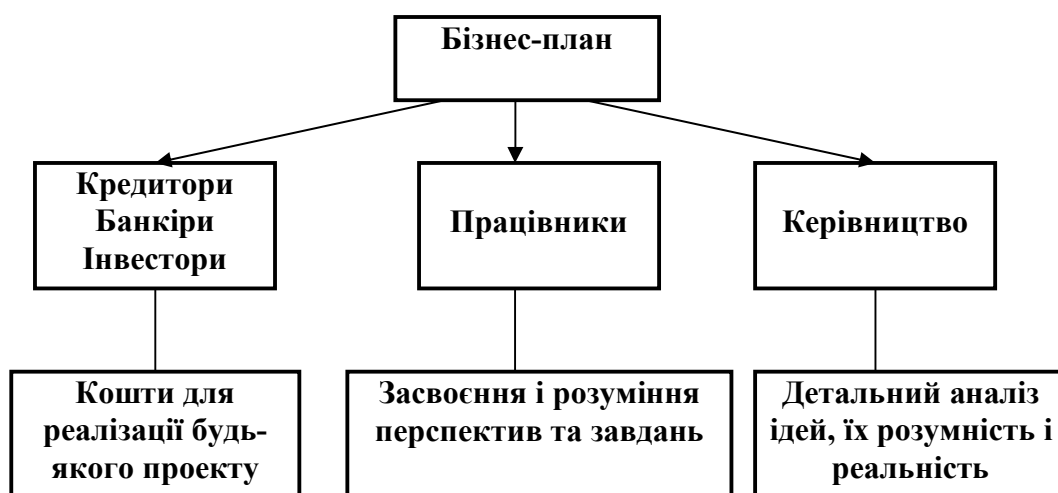 Бізнес-план
Кредитори
Банкіри
Інвестори
Працівники
Керівництво
Кошти для
реалізації будь-
якого проекту
Засвоєння і розуміння
перспектив та завдань
Детальний аналіз
ідей, їх розумність і
реальність